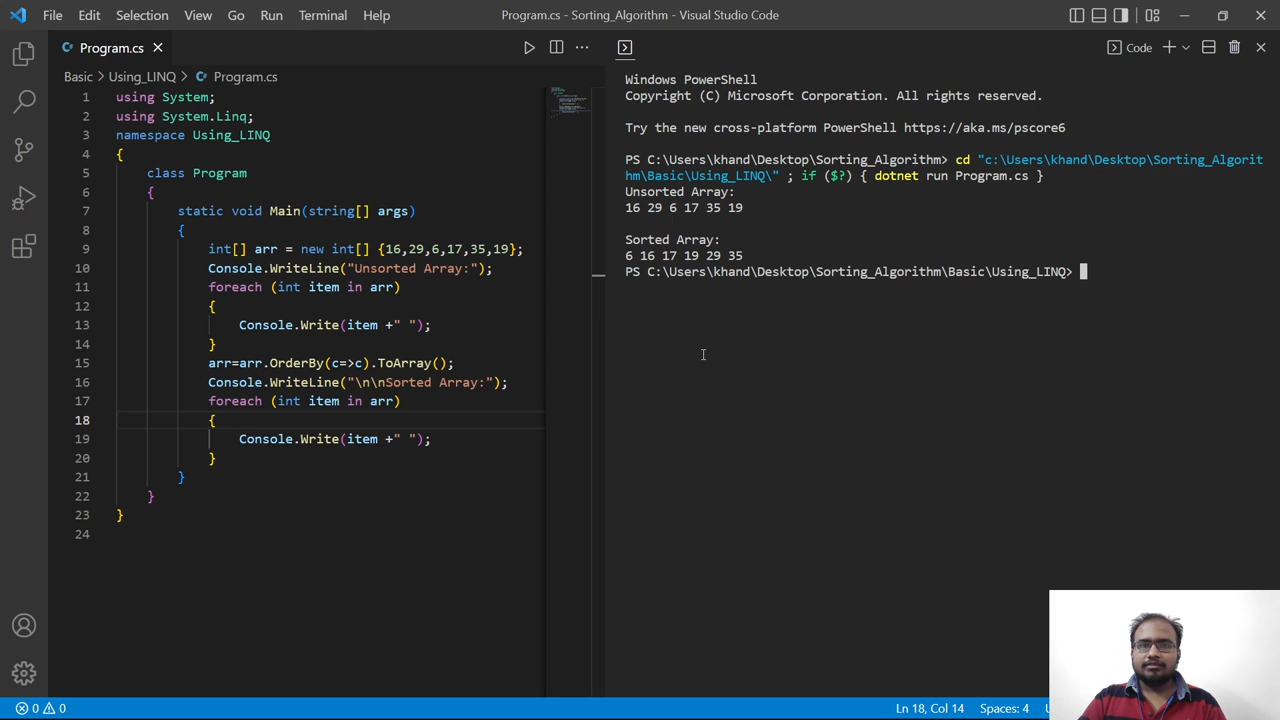 File Edit Selection View Go Run Terminal Help Program.cs - Sorting_Algorithm - Visual Studio Code
Program.cs
Basic > Using_LINQ > Program.cs
1 using System;
2 using System.Linq;
3 namespace Using_LINQ
4 {
5 class Program
6 {
7 static void Main(string[] args)
8 {
9 int[] arr = new int[] {16,29,6,17,35,19};
10 Console.WriteLine("Unsorted Array:");
11 foreach (int item in arr)
12 {
13 Console.Write(item +" ");
14 }
15 arr=arr.OrderBy(c=>c).ToArray();
16 Console.WriteLine("\n\nSorted Array:");
17 foreach (int item in arr)
18 {
19 Console.Write(item +" ");
20 }
21 }
22 }
23 }
24
Code
Windows PowerShell
Copyright (C) Microsoft Corporation. All rights reserved.
Try the new cross-platform PowerShell https://aka.ms/pscore6
PS C:\Users\khand\Desktop\Sorting_Algorithm> cd "c:\Users\khand\Desktop\Sorting_Algorit
hm\Basic\Using_LINQ\" ; if ($?) { dotnet run Program.cs }
Unsorted Array:
16 29 6 17 35 19
Sorted Array:
6 16 17 19 29 35
PS C:\Users\khand\Desktop\Sorting_Algorithm\Basic\Using_LINQ>
0 0 Ln 18, Col 14 Spaces: 4